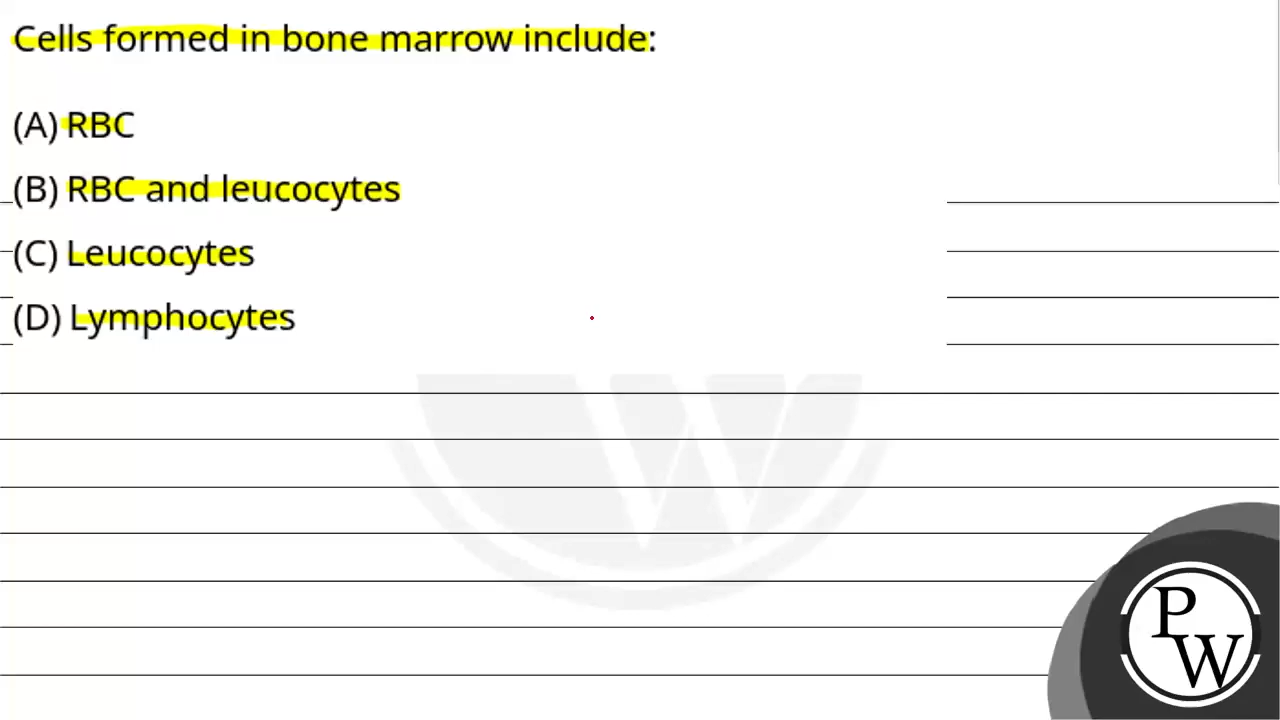 Cells formed in bone marrow include:
(A) RBC
(B) RBC and leucocytes
(C) Leucocytes
(D) Lymphocytes
P
W